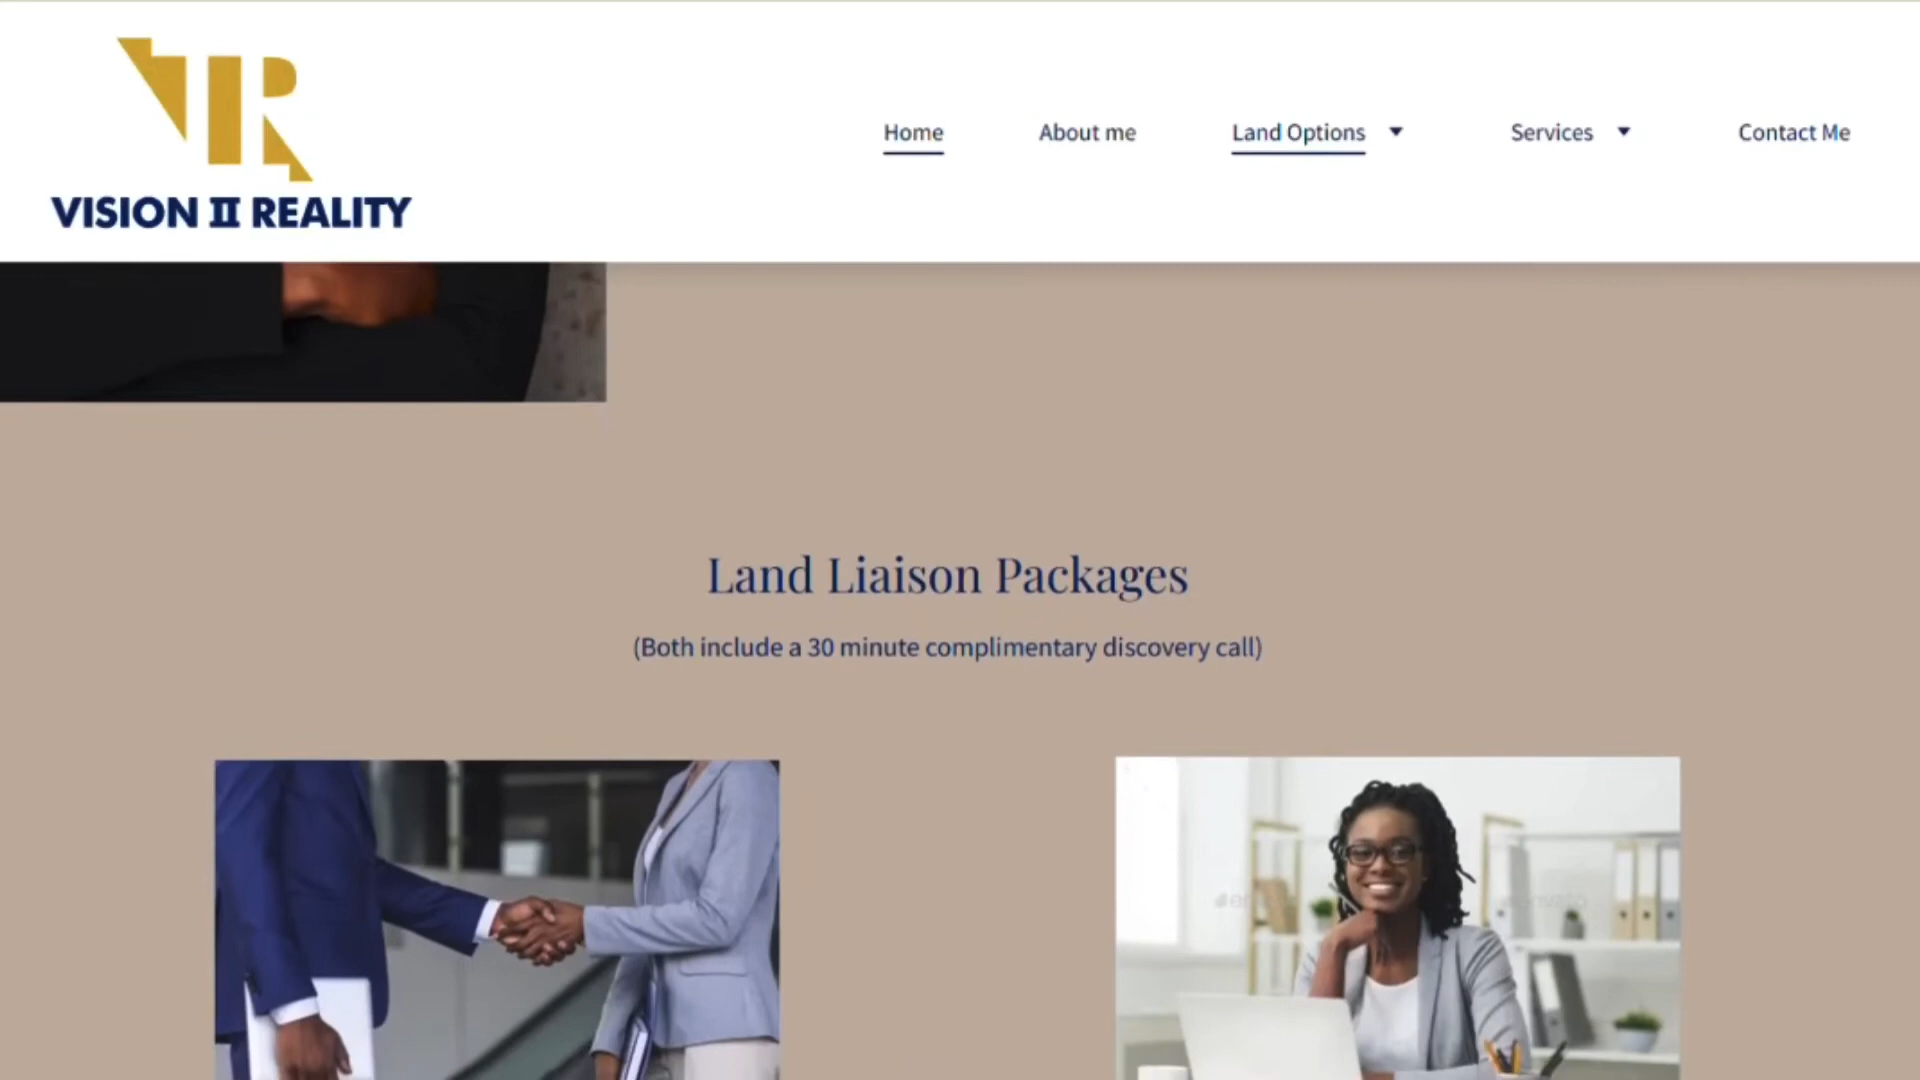 Home
About me
Land Options
Services
Contact Me
VISION II REALITY
Land Liaison Packages
(Both include a 30 minute complimentary discovery call)